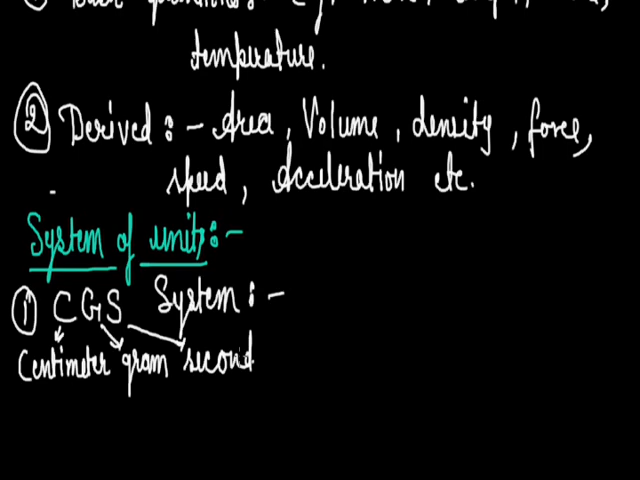 temperature.
② Derived :- Area, Volume, density, force,
speed, Acceleration etc.
System of units :-
① CGS System :-
Centimeter gram second